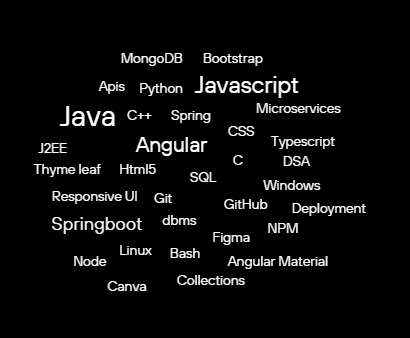 MongoDB Bootstrap
Apis Python Javascript
Java C++ Spring Microservices
CSS
J2EE Angular Typescript
Thyme leaf Html5 C DSA
SQL Windows
Responsive UI Git GitHub Deployment
Springboot dbms NPM
Figma
Linux Bash
Node Angular Material
Canva Collections